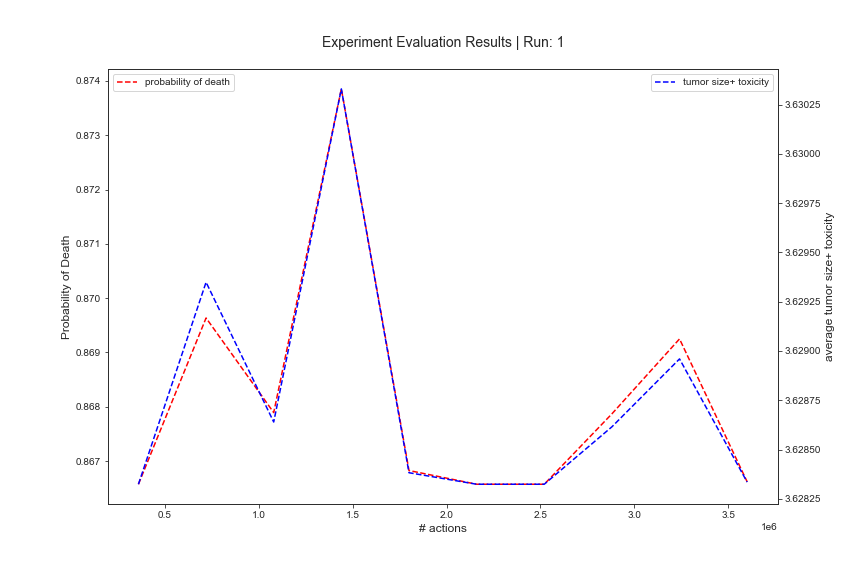 Experiment Evaluation Results | Run: 1
probability of death
tumor size+ toxicity
0.874
0.873
0.872
0.871
0.870
0.869
0.868
0.867
Probability of Death
3.63025
3.63000
3.62975
3.62950
3.62925
3.62900
3.62875
3.62850
3.62825
average tumor size+ toxicity
0.5 1.0 1.5 2.0 2.5 3.0 3.5
1e6
# actions